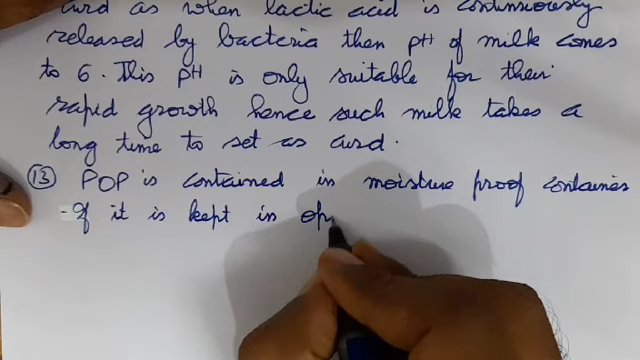 curd as when lactic acid is continuously
released by bacteria then pH of milk comes
to 6. This pH is only suitable for their
rapid growth hence such milk takes a
long time to set as curd.
(13) POP is contained in moisture proof containes
- If it is kept in op